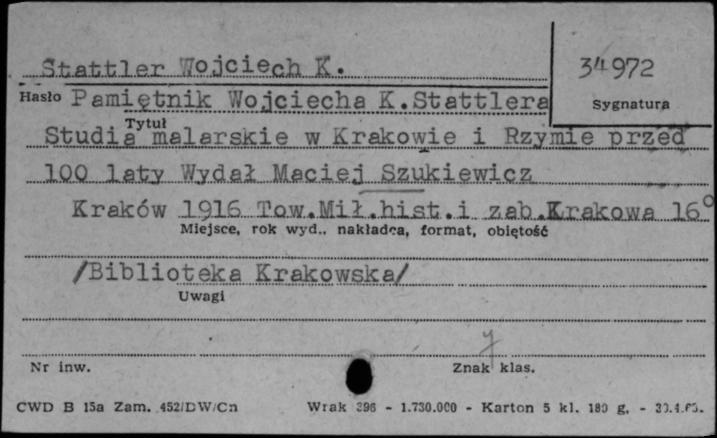 Stattler Wojciech K.
34972
Hasło Pamiętnik Wojciecha K.Stattlera
Sygnatura
Tytuł
Studia malarskie w Krakowie i Rzymie przed
100 laty Wydał Maciej Szukiewicz
Kraków 1916 Tow.Mił.hist.i zab.Krakowa 16°
Miejsce, rok wyd., nakładca, format, objętość
/Biblioteka Krakowska/
Uwagi
Nr inw.
Znak klas.
CWD B 15a Zam. 452/DW/Cn Wrak 396 - 1.730.000 - Karton 5 kl. 180 g. -